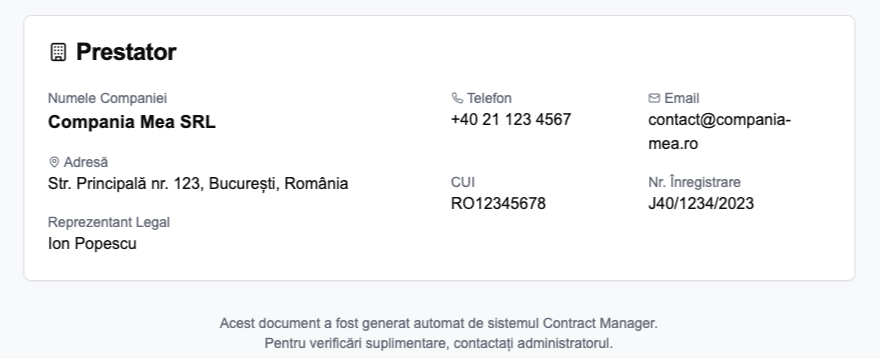 Prestator
Numele Companiei
Compania Mea SRL
Adresă
Str. Principală nr. 123, București, România
Reprezentant Legal
Ion Popescu
Telefon
+40 21 123 4567
CUI
RO12345678
Email
contact@compania-
mea.ro
Nr. Înregistrare
J40/1234/2023
Acest document a fost generat automat de sistemul Contract Manager.
Pentru verificări suplimentare, contactați administratorul.